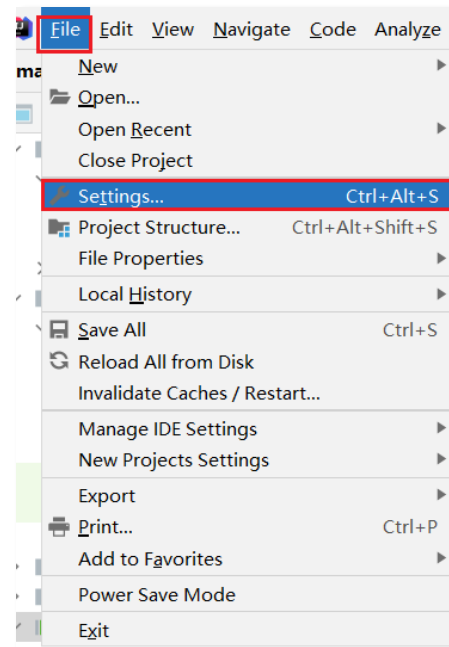 File Edit View Navigate Code Analyze
ma
New
Open...
Open Recent
Close Project
Settings... Ctrl+Alt+S
Project Structure... Ctrl+Alt+Shift+S
File Properties
Local History
Save All Ctrl+S
Reload All from Disk
Invalidate Caches / Restart...
Manage IDE Settings
New Projects Settings
Export
Print... Ctrl+P
Add to Favorites
Power Save Mode
Exit